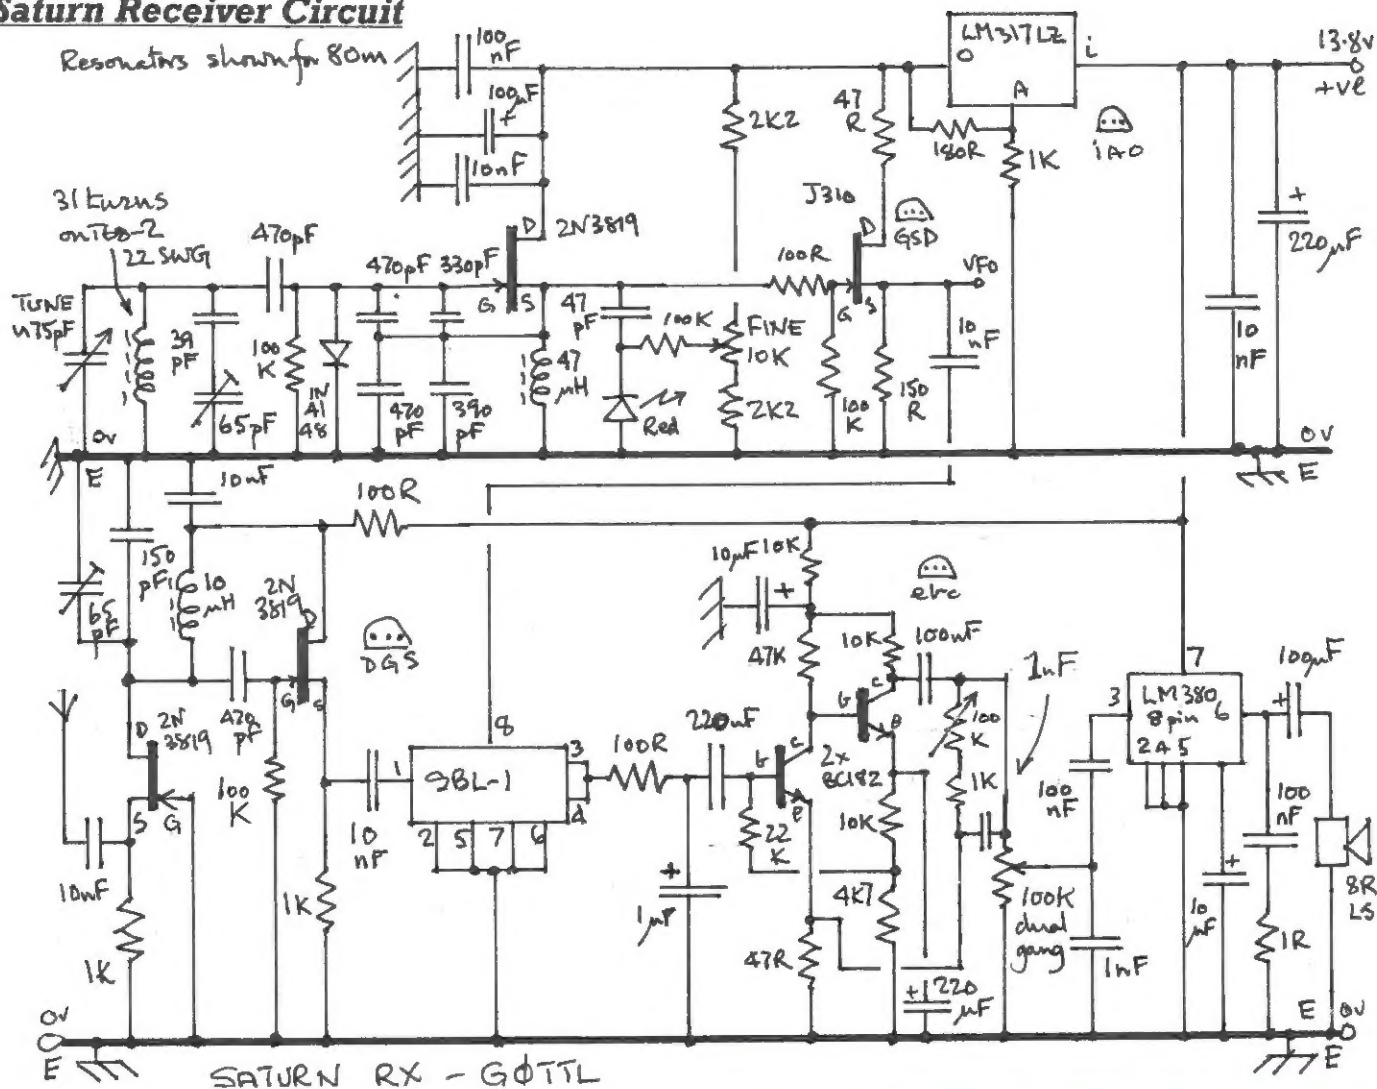 Saturn Receiver Circuit
Resonators shown for 80m
100
nF
100µF
+
10nF
2K2
47
R
LM317LZ
O
i
A
13.8v
+ve
180R
1K
iAO
J310
D
GSD
31 turns
on T68-2
22 SWG
470pF
470pF
330pF
D
2N3819
G
S
TUNE
75pF
39
pF
65pF
100
K
1N
41
48
470
pF
390
pF
47
µH
47
pF
100K
FINE
10K
2K2
Red
100R
G
S
VFO
100
K
150
R
10
nF
+
220
µF
10
nF
0v
E
0v
E
10nF
100R
150
pF
65
pF
10
µH
2N
3819
D
G
S
DGS
470
pF
D
2N
3819
S
G
10nF
1K
100
K
1K
10
nF
8
1
SBL-1
3
4
2
5
7
6
100R
+
1µF
220nF
10µF
+
10K
47K
10K
ebc
100nF
b
c
e
b
c
e
2x
BC182
22
K
47R
10K
4K7
+
220
µF
100
K
1K
1nF
100K
dual
gang
100
nF
1nF
3
7
LM380
8pin
6
2 4 5
+
10
µF
100µF
+
100
nF
1R
8R
LS
0v
E
E
0v
E
SATURN RX - GØTTL